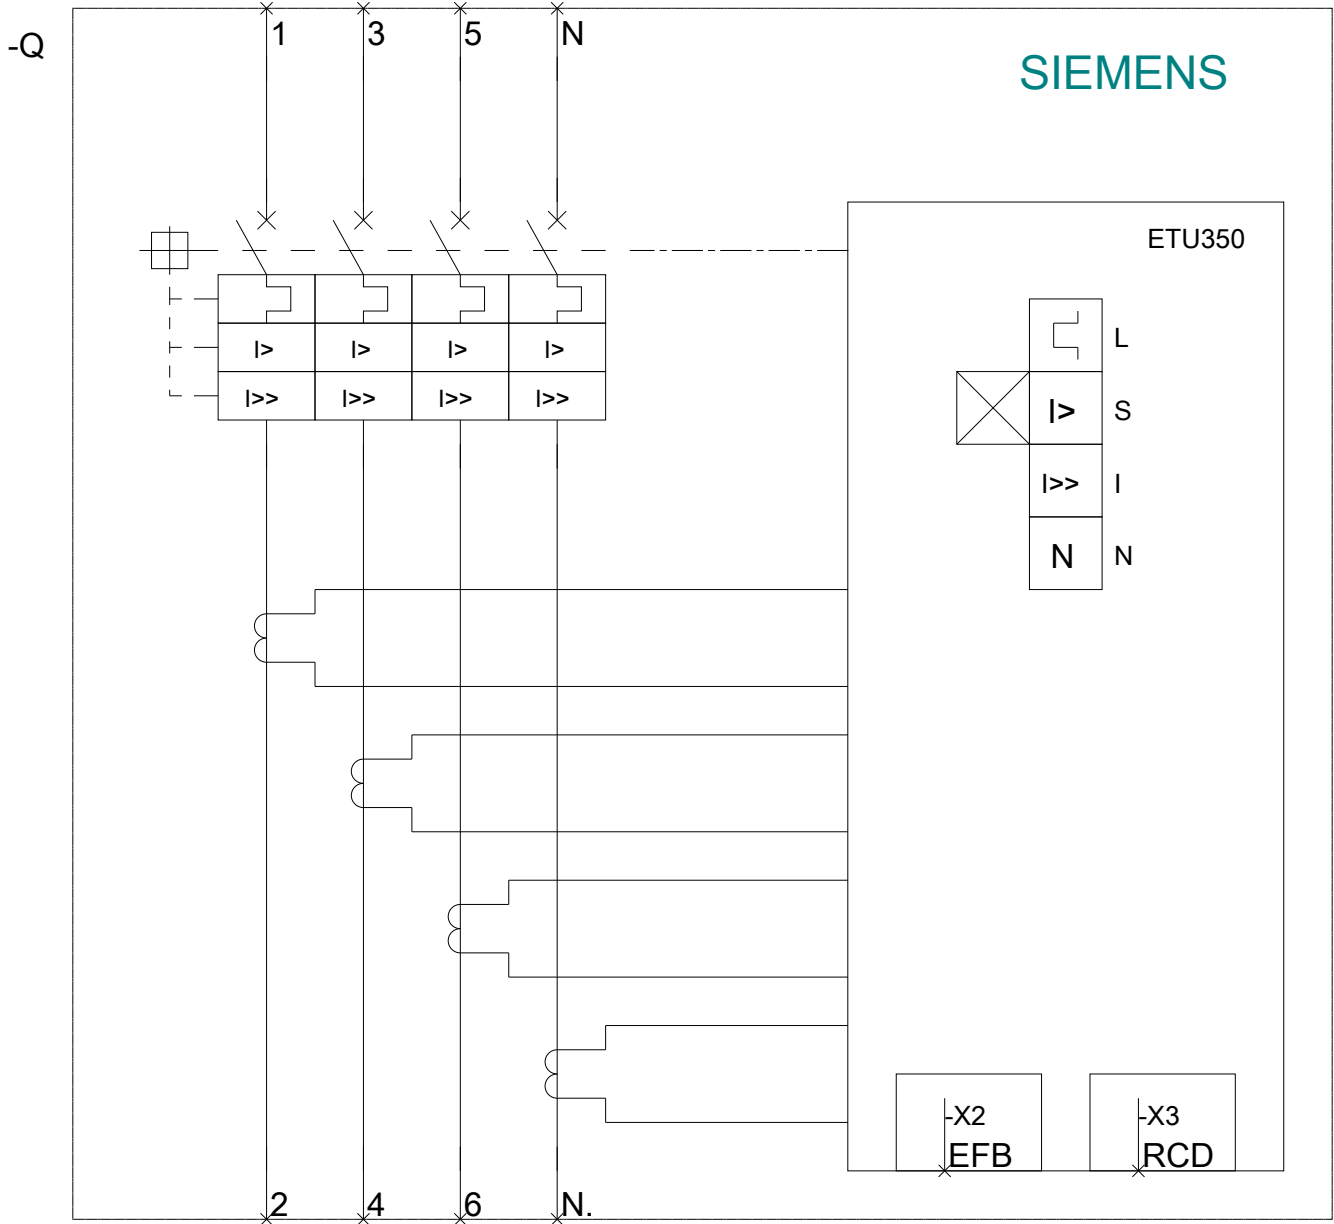 1 3 5 N
-Q
SIEMENS
ETU350
I> I> I> I>
I>> I>> I>> I>>
L
I> S
I>> I
N N
-X2 -X3
EFB RCD
2 4 6 N.